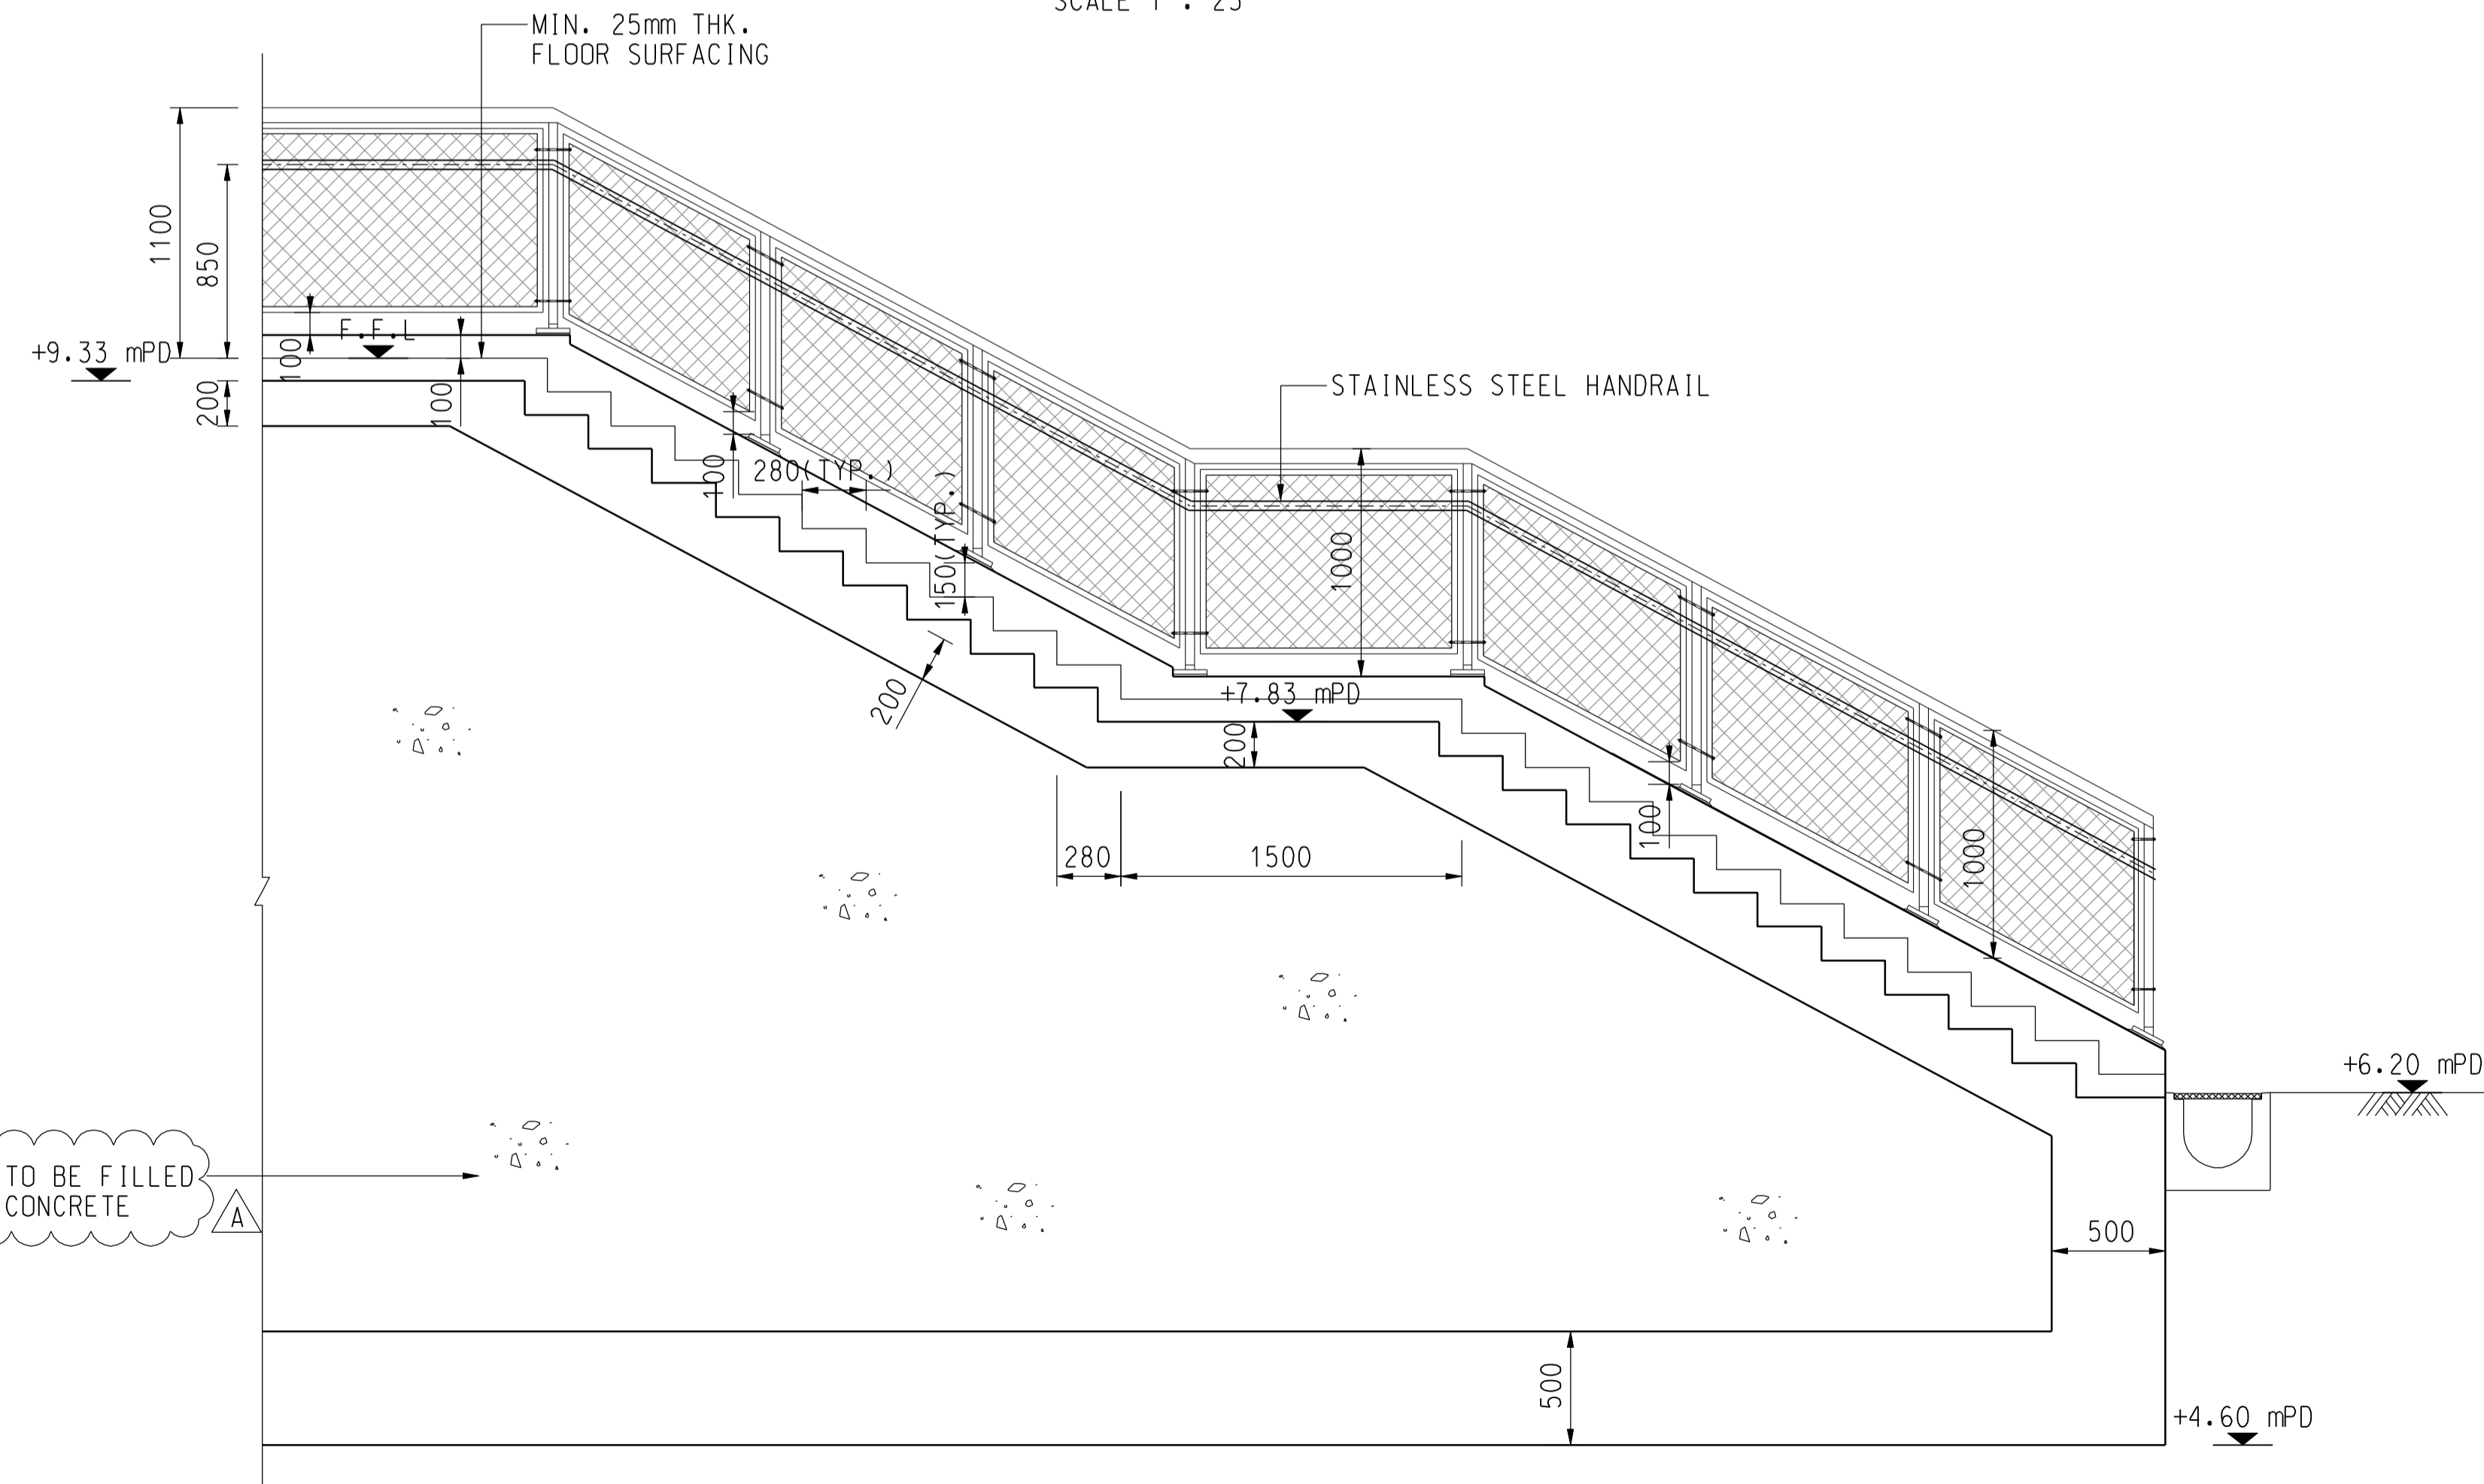 MIN. 25mm THK.
FLOOR SURFACING
1100
850
F.F.L
+9.33 mPD
100
200
100
STAINLESS STEEL HANDRAIL
100
280(TYP.)
150(TYP.)
1000
200
+7.83 mPD
200
280
1500
100
1000
+6.20 mPD
TO BE FILLED
CONCRETE
A
500
500
+4.60 mPD